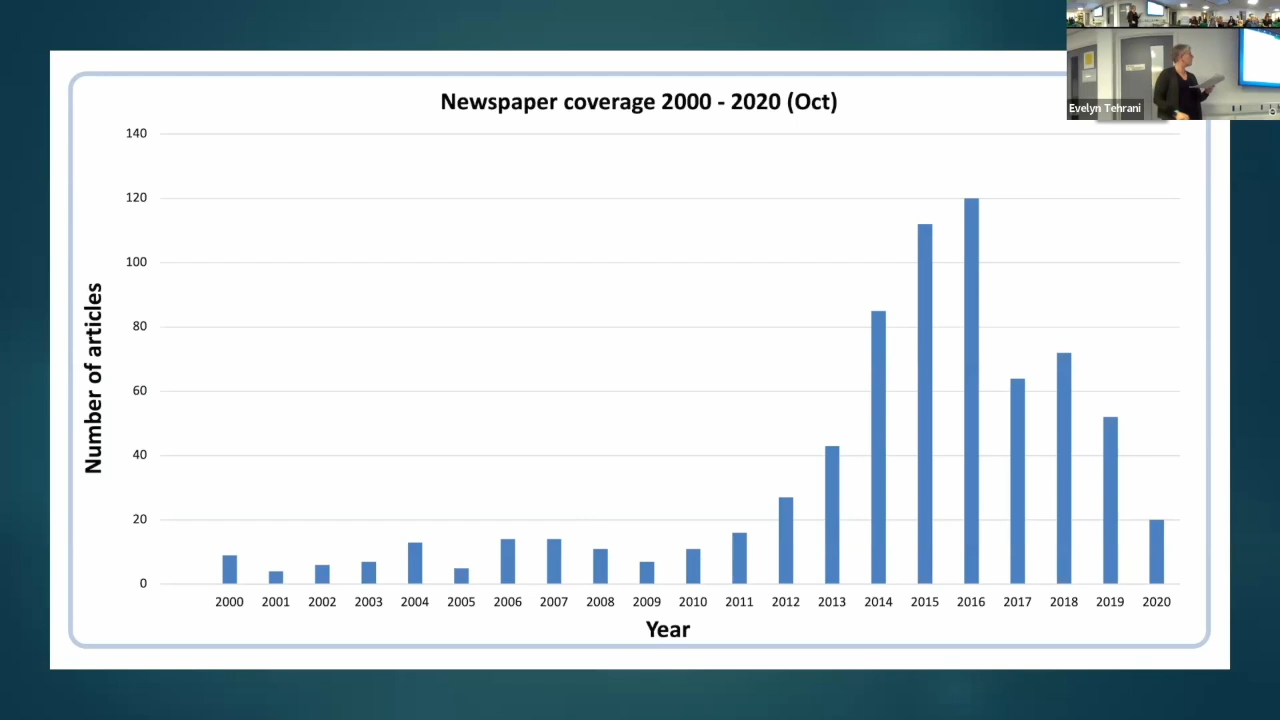 Newspaper coverage 2000 - 2020 (Oct)
Evelyn Tehrani
Number of articles
140
120
100
80
60
40
20
0
2000 2001 2002 2003 2004 2005 2006 2007 2008 2009 2010 2011 2012 2013 2014 2015 2016 2017 2018 2019 2020
Year